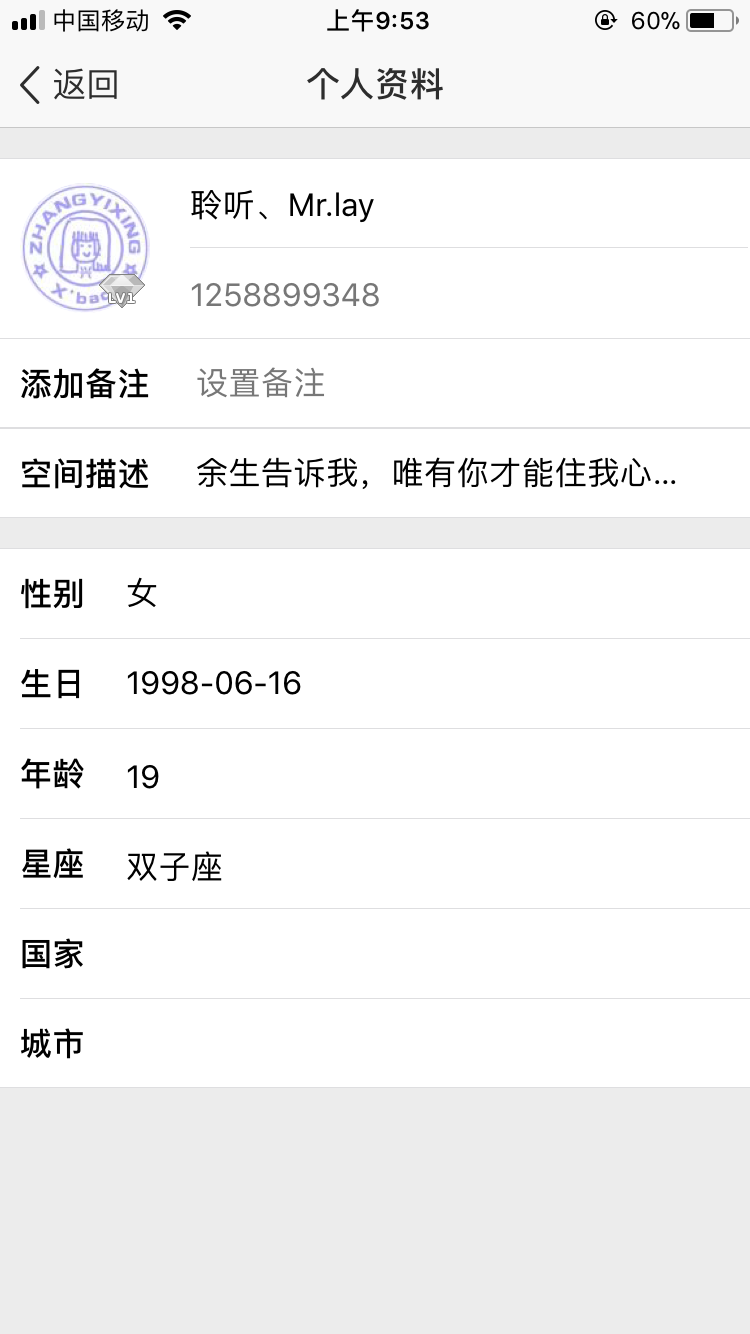 中国移动 上午9:53 60%
返回 个人资料
ZHANGYIXING
X'bac
LV1
聆听、Mr.lay
1258899348
添加备注 设置备注
空间描述 余生告诉我，唯有你才能住我心...
性别 女
生日 1998-06-16
年龄 19
星座 双子座
国家
城市